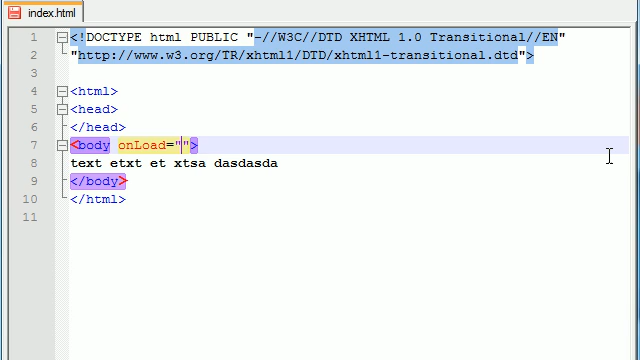 index.html
1 <!DOCTYPE html PUBLIC "-//W3C//DTD XHTML 1.0 Transitional//EN"
2 "http://www.w3.org/TR/xhtml1/DTD/xhtml1-transitional.dtd">
3
4 <html>
5 <head>
6 </head>
7 <body onLoad="">
8 text etxt et xtsa dasdasda
9 </body>
10 </html>
11